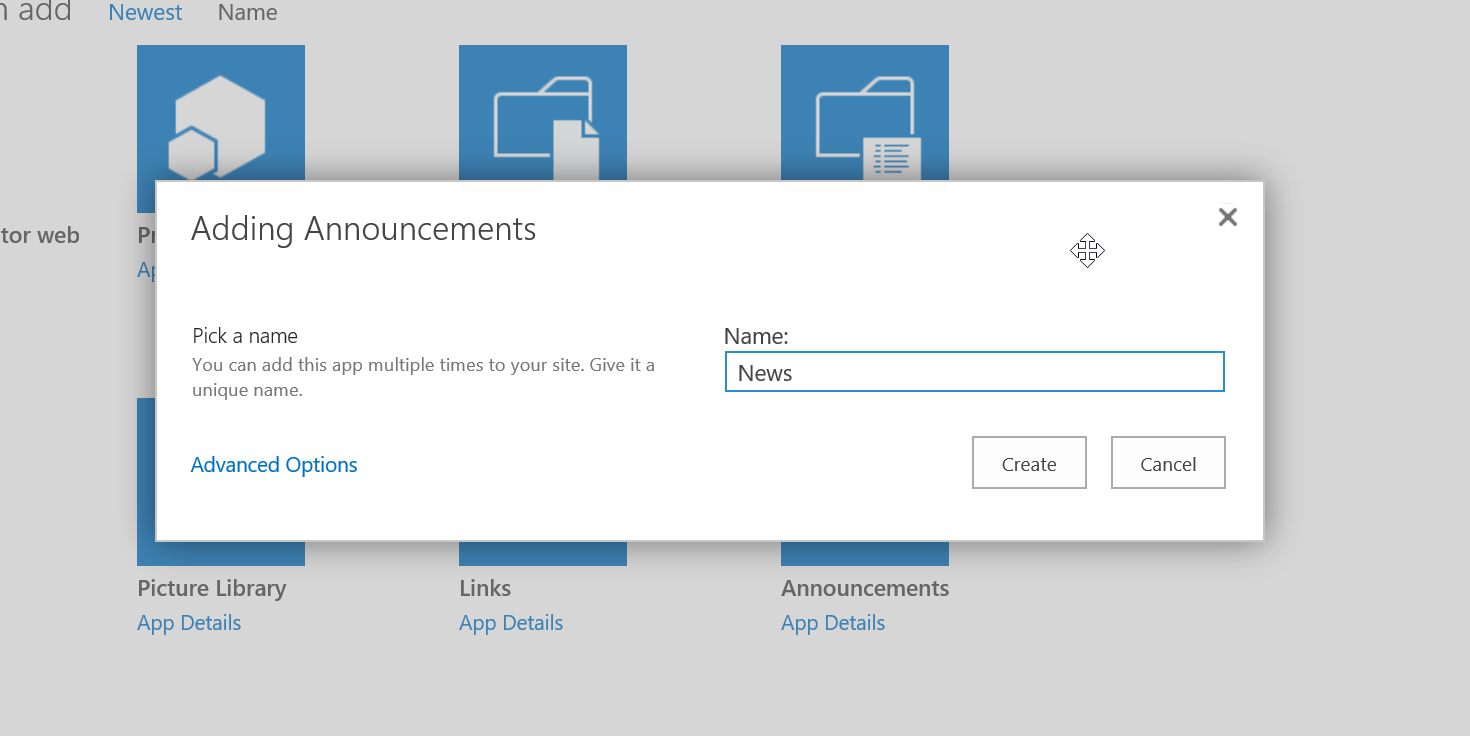 add Newest Name
tor web
Adding Announcements
Pick a name
You can add this app multiple times to your site. Give it a
unique name.
Name:
News
Advanced Options
Create
Cancel
Picture Library
App Details
Links
App Details
Announcements
App Details